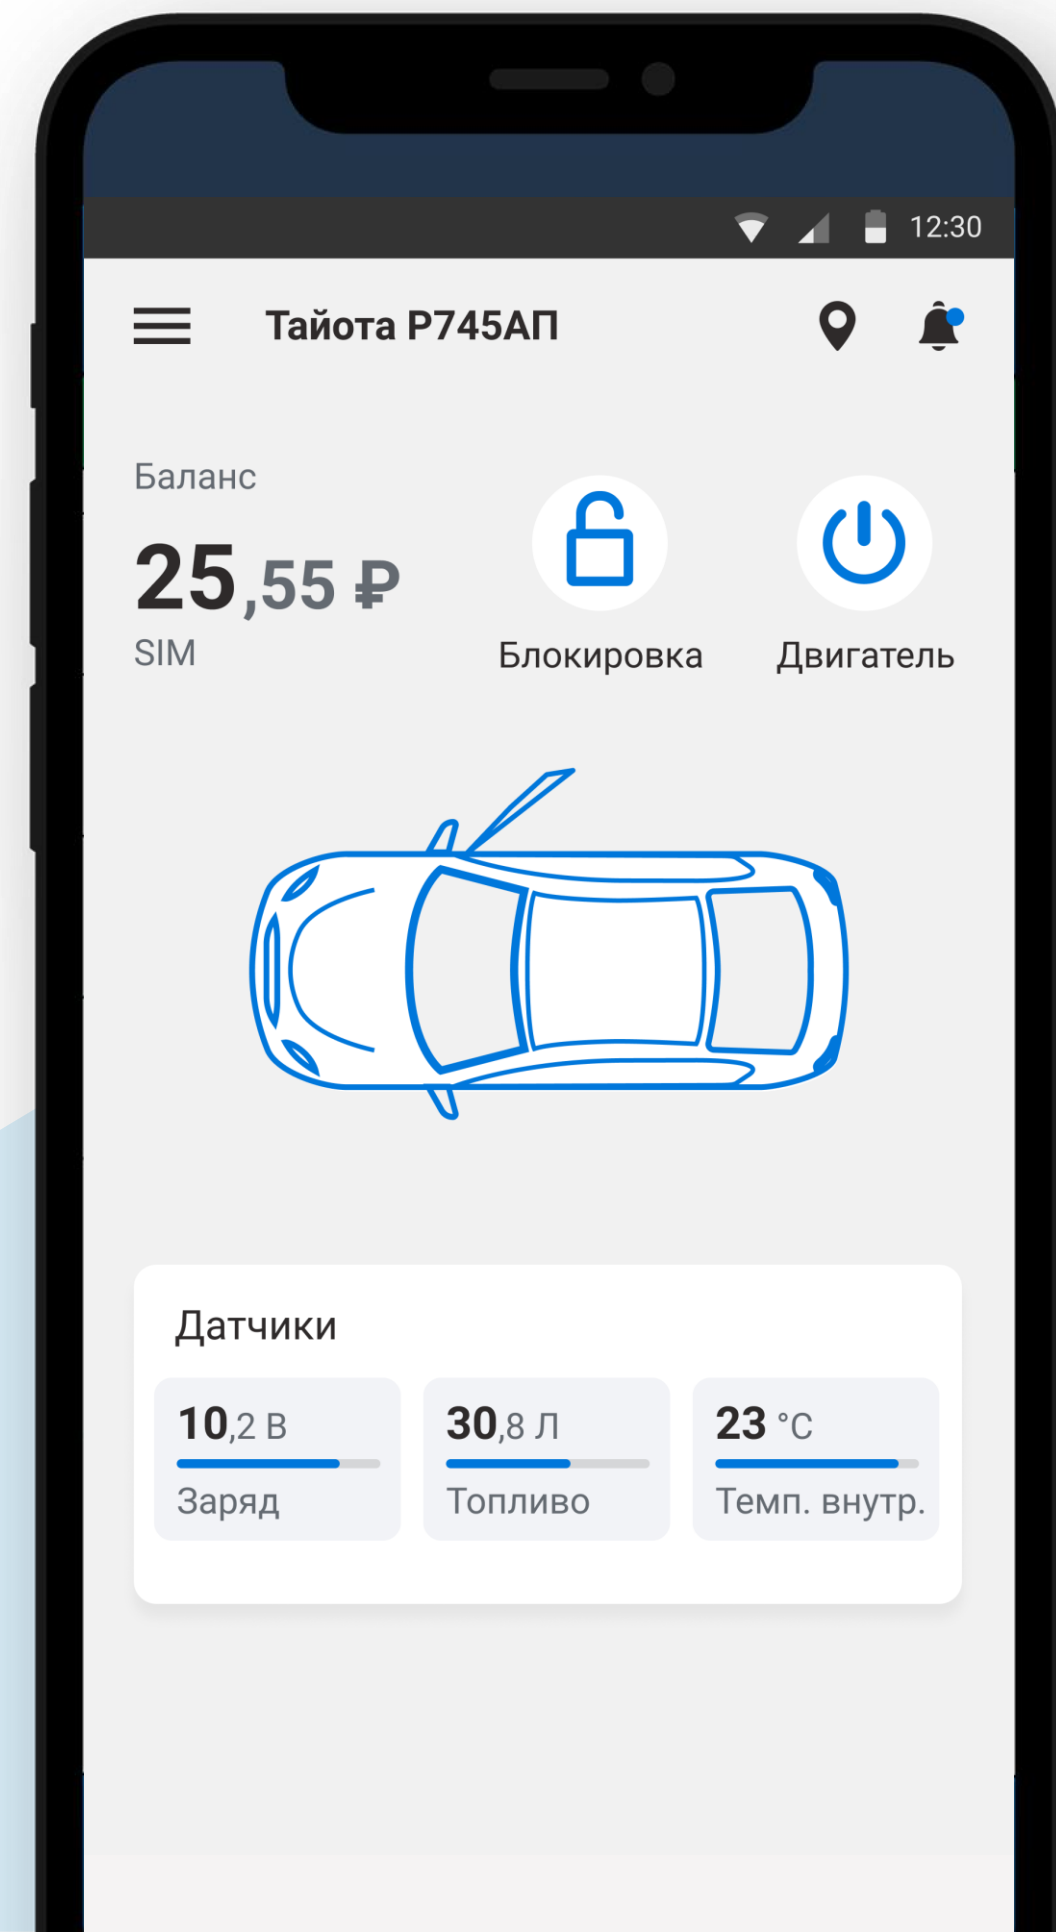 12:30
Тайота Р745АП
Баланс
25,55 ₽
SIM
Блокировка
Двигатель
Датчики
10,2 В
30,8 Л
23 °C
Заряд
Топливо
Темп. внутр.